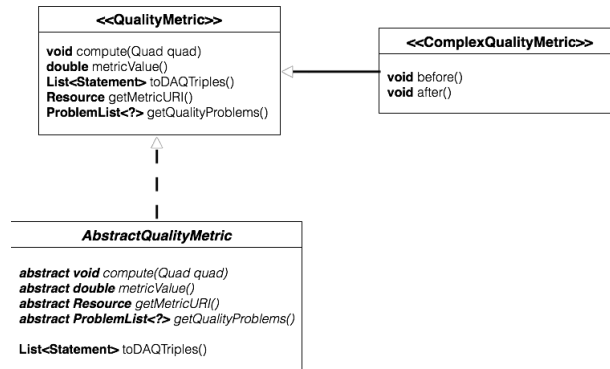 <<QualityMetric>>
void compute(Quad quad)
double metricValue()
List<Statement> toDAQTriples()
Resource getMetricURI()
ProblemList<?> getQualityProblems()
<<ComplexQualityMetric>>
void before()
void after()
AbstractQualityMetric
abstract void compute(Quad quad)
abstract double metricValue()
abstract Resource getMetricURI()
abstract ProblemList<?> getQualityProblems()
List<Statement> toDAQTriples()